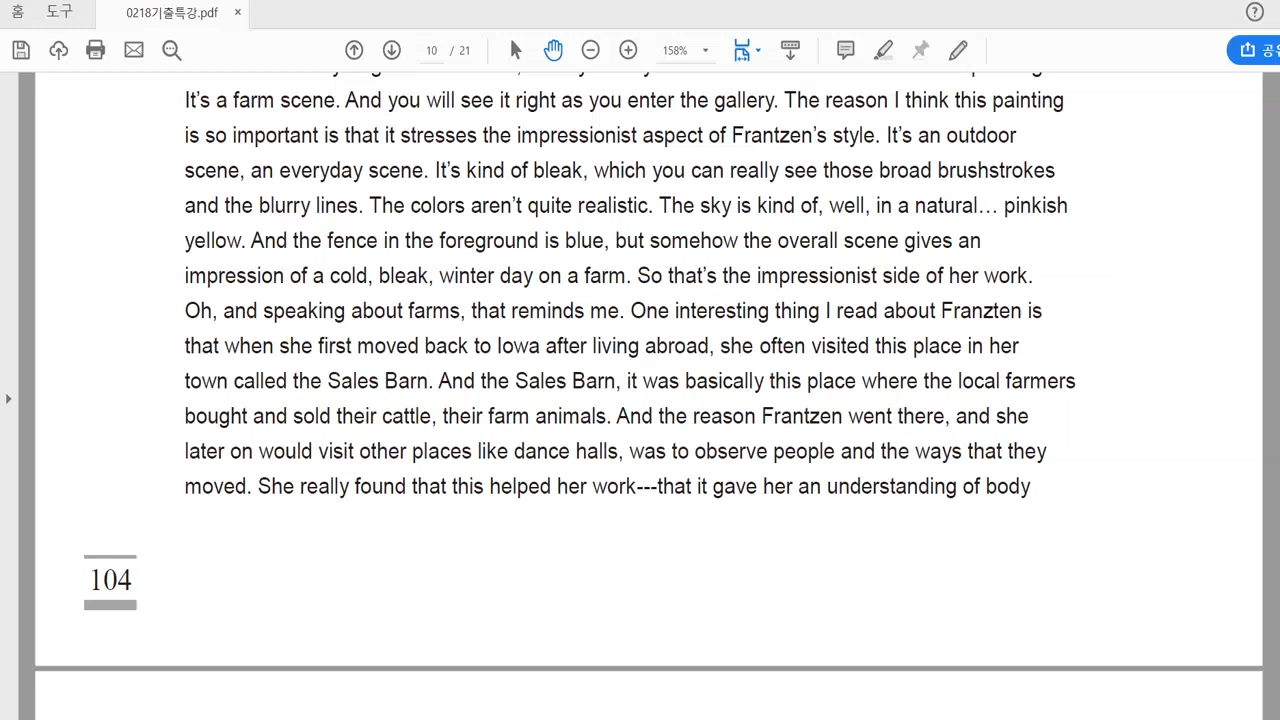 홈 도구 0218기출특강.pdf ×
10 / 21 158%
It's a farm scene. And you will see it right as you enter the gallery. The reason I think this painting
is so important is that it stresses the impressionist aspect of Frantzen's style. It's an outdoor
scene, an everyday scene. It's kind of bleak, which you can really see those broad brushstrokes
and the blurry lines. The colors aren't quite realistic. The sky is kind of, well, in a natural… pinkish
yellow. And the fence in the foreground is blue, but somehow the overall scene gives an
impression of a cold, bleak, winter day on a farm. So that's the impressionist side of her work.
Oh, and speaking about farms, that reminds me. One interesting thing I read about Franzten is
that when she first moved back to Iowa after living abroad, she often visited this place in her
town called the Sales Barn. And the Sales Barn, it was basically this place where the local farmers
bought and sold their cattle, their farm animals. And the reason Frantzen went there, and she
later on would visit other places like dance halls, was to observe people and the ways that they
moved. She really found that this helped her work---that it gave her an understanding of body
104